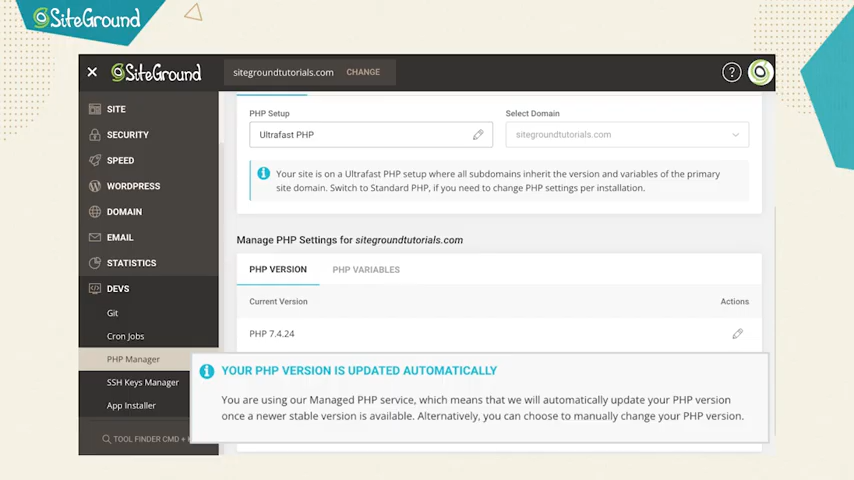 SiteGround
SiteGround
sitegroundtutorials.com CHANGE
?
SITE
SECURITY
SPEED
WORDPRESS
DOMAIN
EMAIL
STATISTICS
DEVS
Git
Cron Jobs
PHP Manager
SSH Keys Manager
App Installer
TOOL FINDER CMD +
PHP Setup
Select Domain
Ultrafast PHP
sitegroundtutorials.com
Your site is on a Ultrafast PHP setup where all subdomains inherit the version and variables of the primary
site domain. Switch to Standard PHP, if you need to change PHP settings per installation.
Manage PHP Settings for sitegroundtutorials.com
PHP VERSION PHP VARIABLES
Current Version Actions
PHP 7.4.24
YOUR PHP VERSION IS UPDATED AUTOMATICALLY
You are using our Managed PHP service, which means that we will automatically update your PHP version
once a newer stable version is available. Alternatively, you can choose to manually change your PHP version.